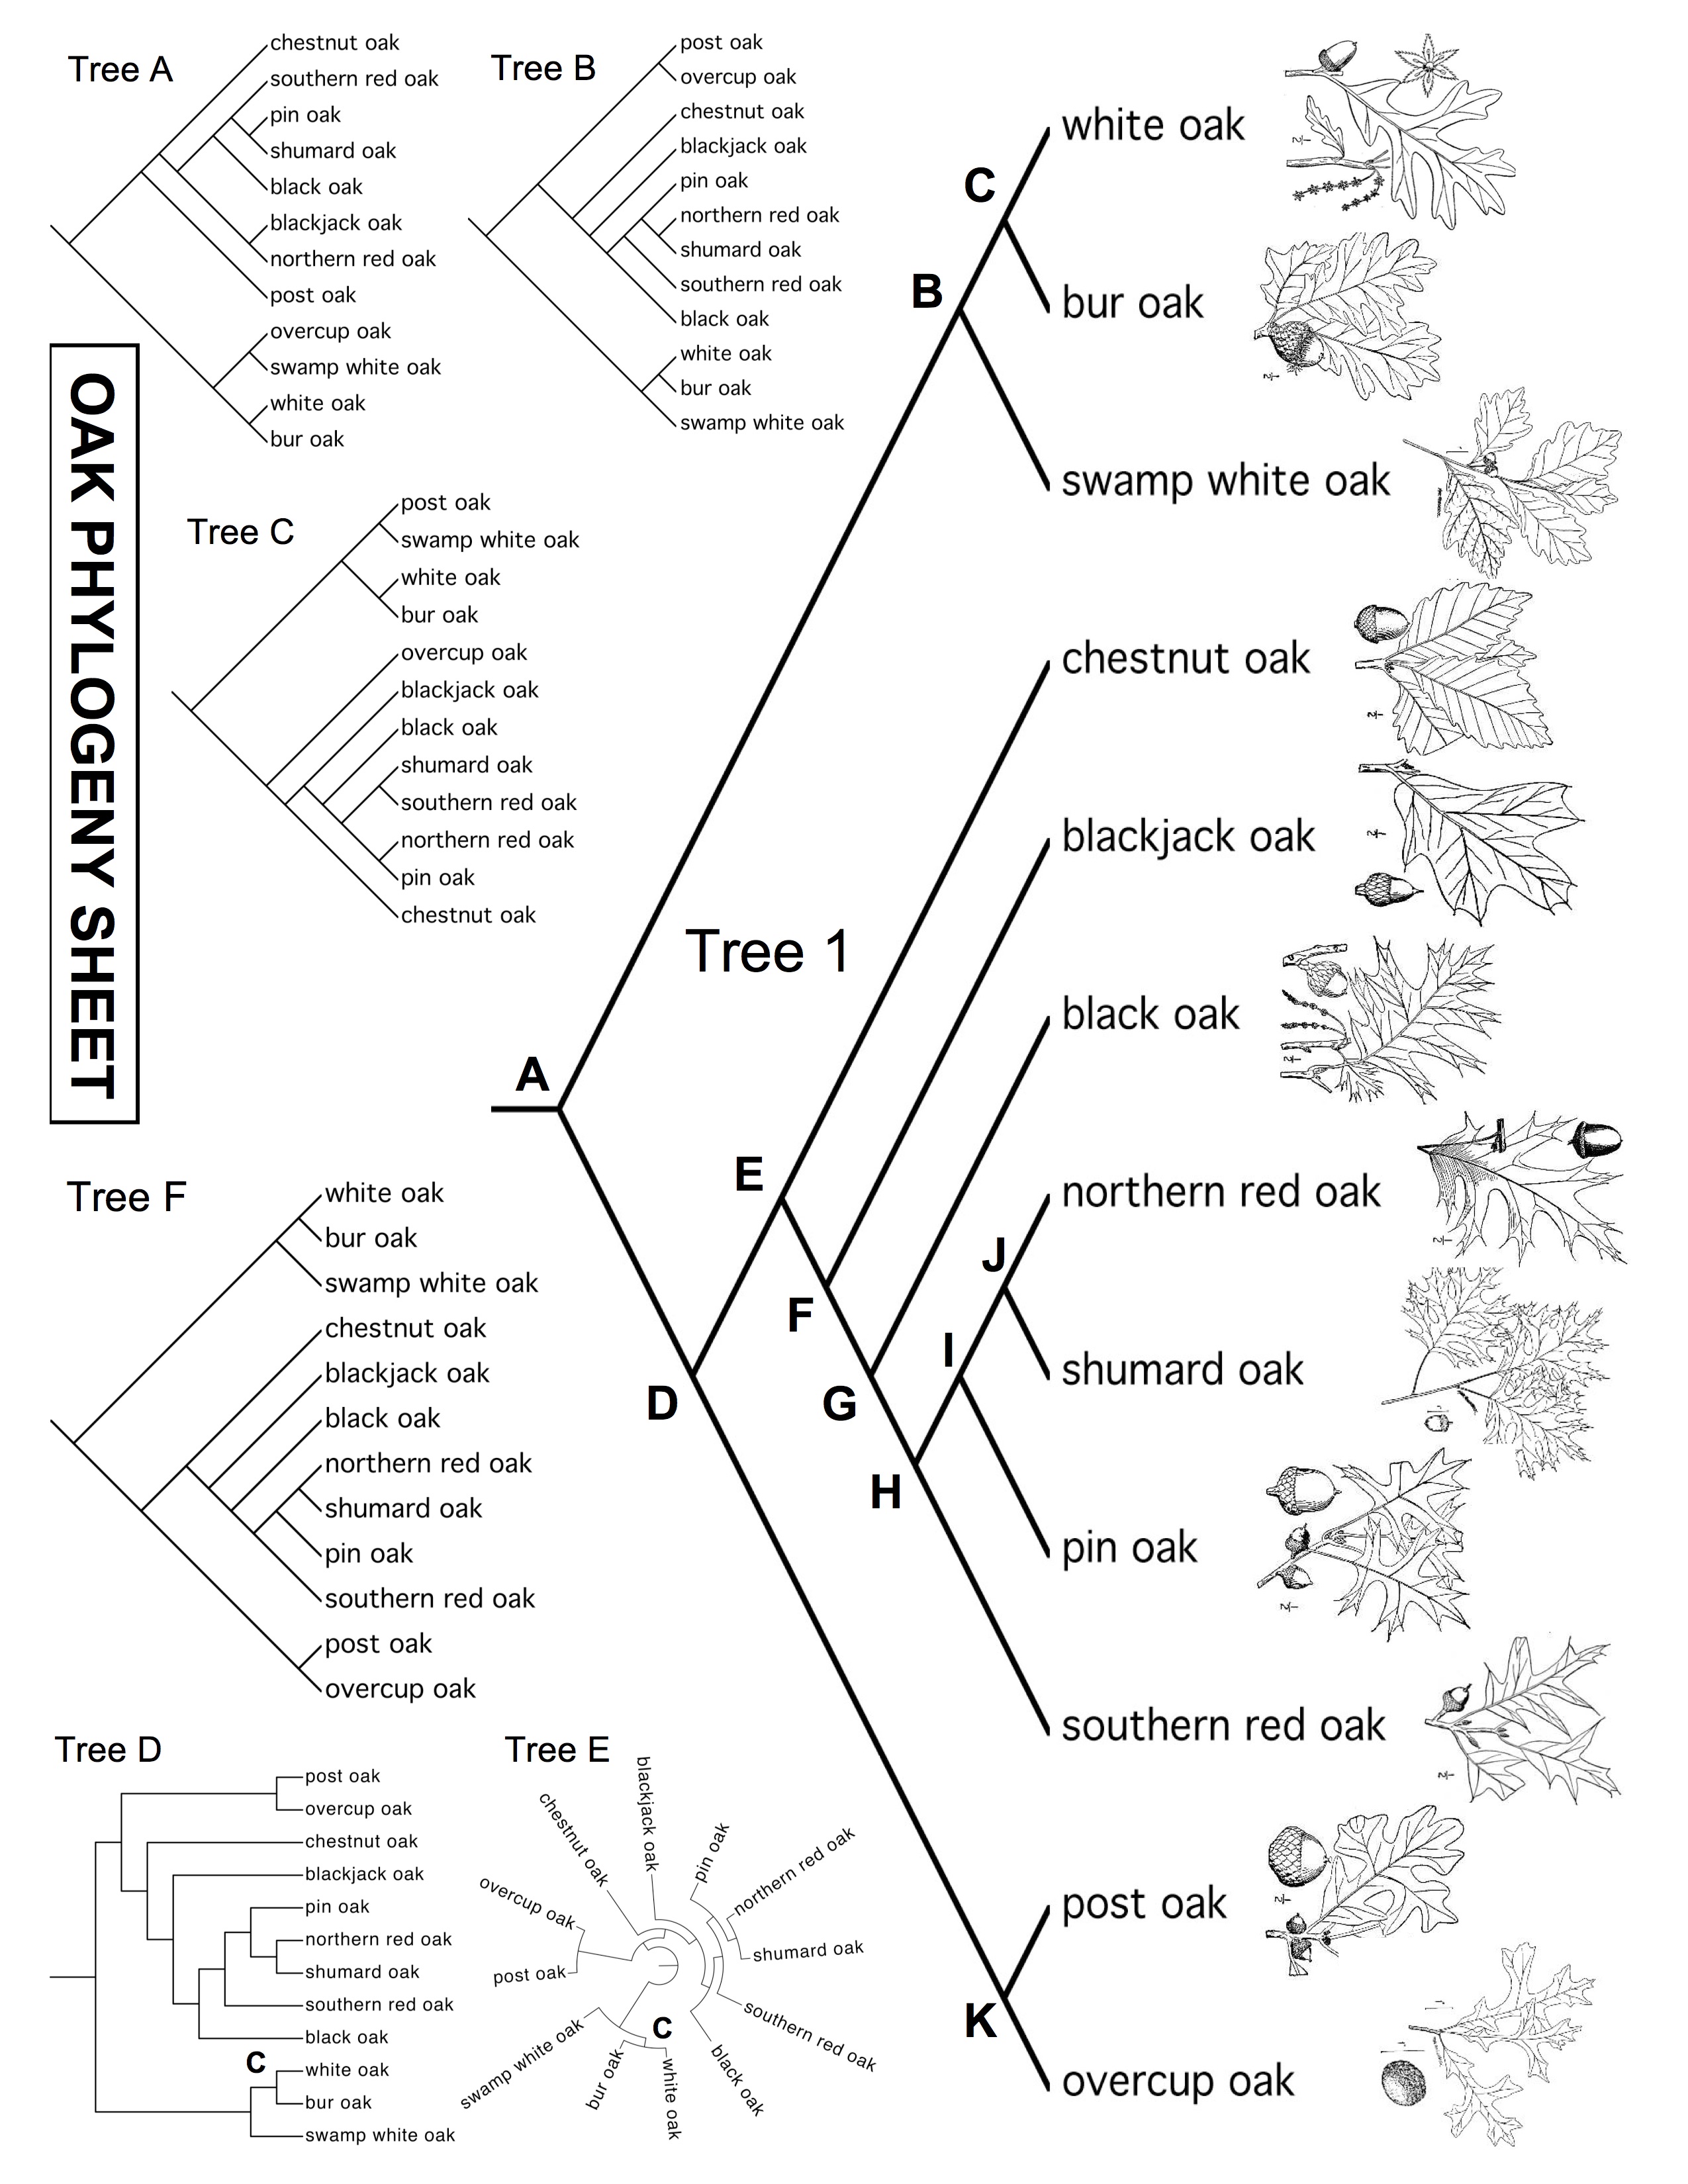 OAK PHYLOGENY SHEET
Tree A
chestnut oak
southern red oak
pin oak
shumard oak
black oak
blackjack oak
northern red oak
post oak
overcup oak
swamp white oak
white oak
bur oak
Tree B
post oak
overcup oak
chestnut oak
blackjack oak
pin oak
northern red oak
shumard oak
southern red oak
black oak
white oak
bur oak
swamp white oak
Tree C
post oak
swamp white oak
white oak
bur oak
overcup oak
blackjack oak
black oak
shumard oak
southern red oak
northern red oak
pin oak
chestnut oak
Tree 1
A
B
C
D
E
F
G
H
I
J
K
white oak
bur oak
swamp white oak
chestnut oak
blackjack oak
black oak
northern red oak
shumard oak
pin oak
southern red oak
post oak
overcup oak
Tree F
white oak
bur oak
swamp white oak
chestnut oak
blackjack oak
black oak
northern red oak
shumard oak
pin oak
southern red oak
post oak
overcup oak
Tree D
post oak
overcup oak
chestnut oak
blackjack oak
pin oak
northern red oak
shumard oak
southern red oak
black oak
C
white oak
bur oak
swamp white oak
Tree E
blackjack oak
chestnut oak
pin oak
northern red oak
overcup oak
shumard oak
post oak
southern red oak
C
swamp white oak
bur oak
white oak
black oak